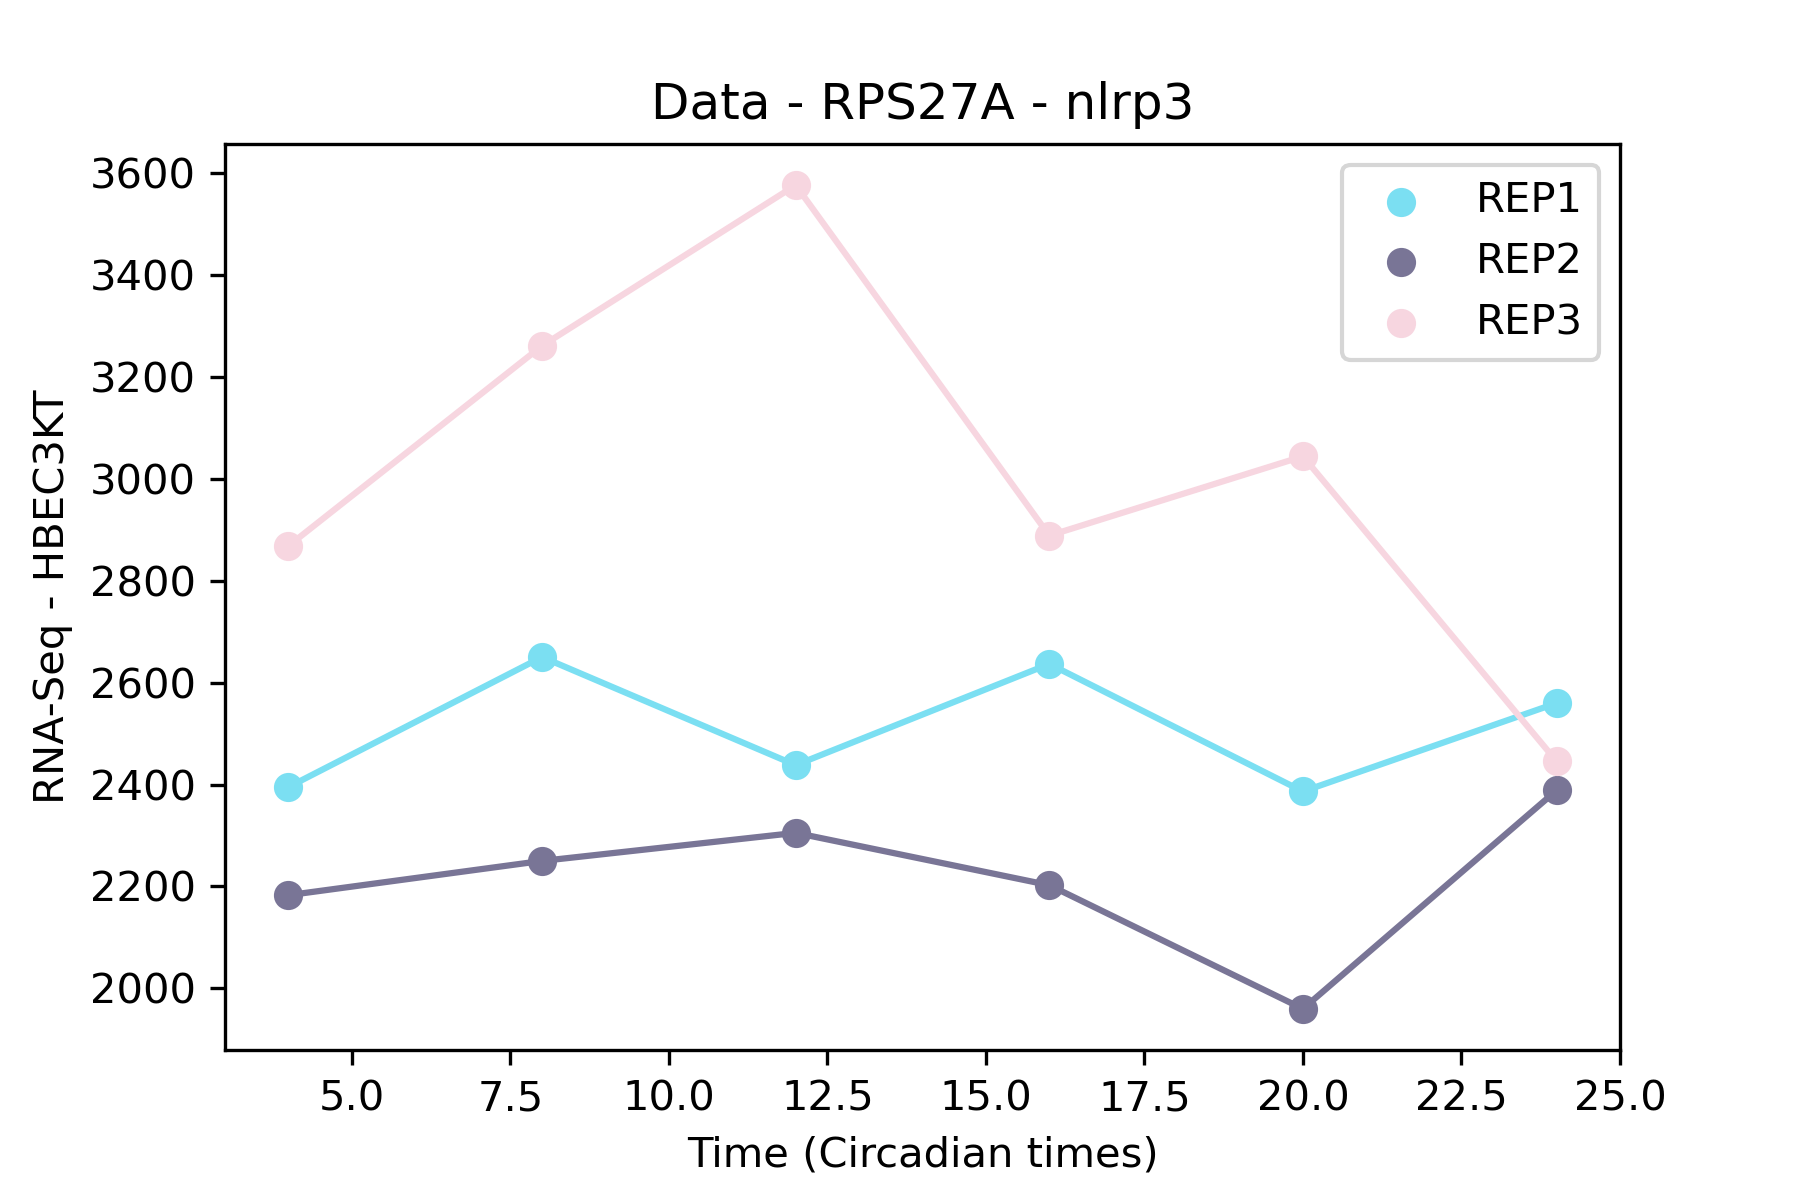 Data - RPS27A - nlrp3
3600
3400
3200
3000
2800
2600
2400
2200
2000
RNA-Seq - HBEC3KT
REP1
REP2
REP3
5.0 7.5 10.0 12.5 15.0 17.5 20.0 22.5 25.0
Time (Circadian times)